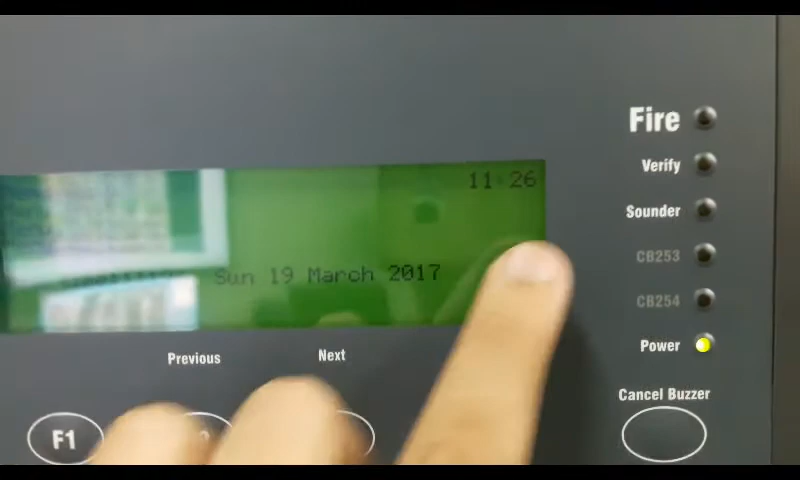 11:26
Sun 19 March 2017
Previous
Next
F1
Fire
Verify
Sounder
CB253
CB254
Power
Cancel Buzzer